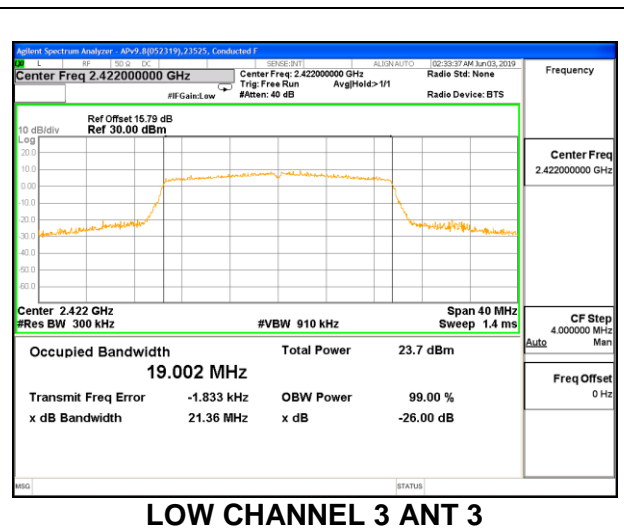 Agilent Spectrum Analyzer - APv9.8(052319),23525, Conducted F
L RF 50 Ω DC SENSE:INT ALIGN AUTO 02:33:37 AM Jun 03, 2019
Center Freq 2.422000000 GHz
Center Freq: 2.422000000 GHz
Radio Std: None
Trig: Free Run Avg|Hold:>1/1
#IFGain:Low #Atten: 40 dB Radio Device: BTS
Frequency
Ref Offset 15.79 dB
10 dB/div Ref 30.00 dBm
Log
20.0
10.0
0.00
-10.0
-20.0
-30.0
-40.0
-50.0
-60.0
Center Freq
2.422000000 GHz
Center 2.422 GHz Span 40 MHz
#Res BW 300 kHz #VBW 910 kHz Sweep 1.4 ms
CF Step
4.000000 MHz
Auto Man
Occupied Bandwidth Total Power 23.7 dBm
19.002 MHz
Transmit Freq Error -1.833 kHz OBW Power 99.00 %
x dB Bandwidth 21.36 MHz x dB -26.00 dB
Freq Offset
0 Hz
MSG STATUS
LOW CHANNEL 3 ANT 3